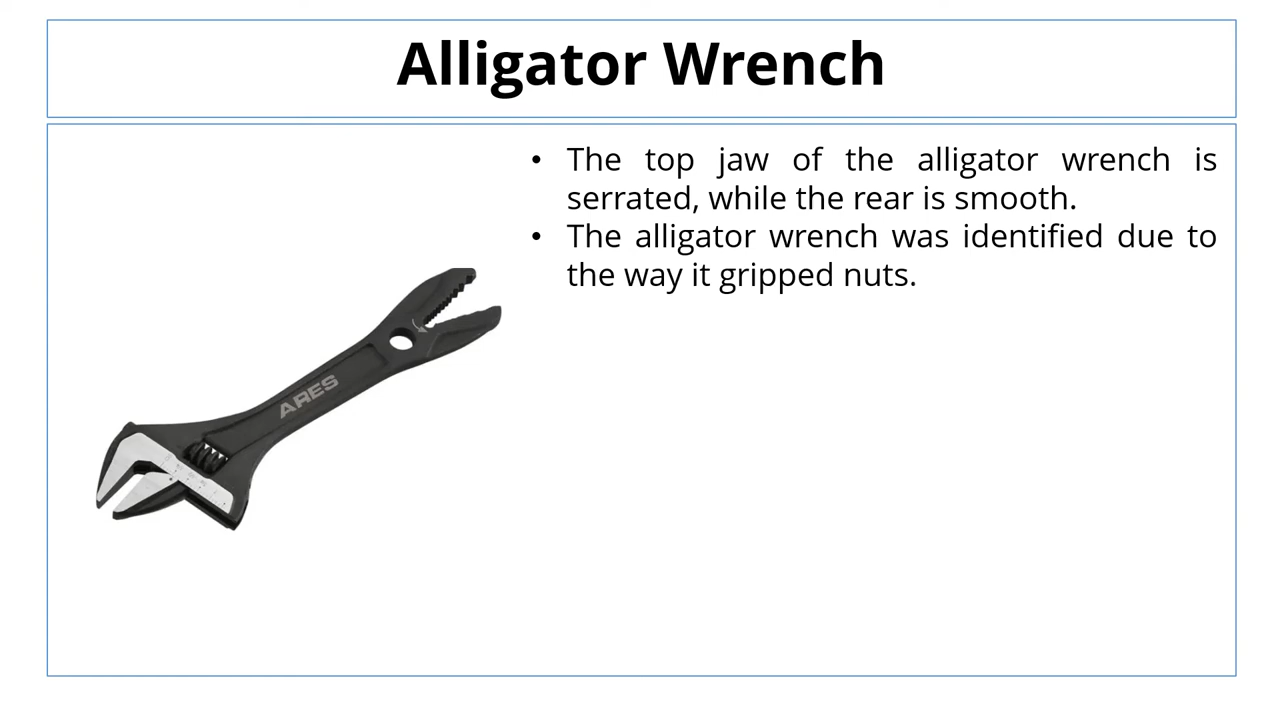 Alligator Wrench
• The top jaw of the alligator wrench is
serrated, while the rear is smooth.
• The alligator wrench was identified due to
the way it gripped nuts.
ARES